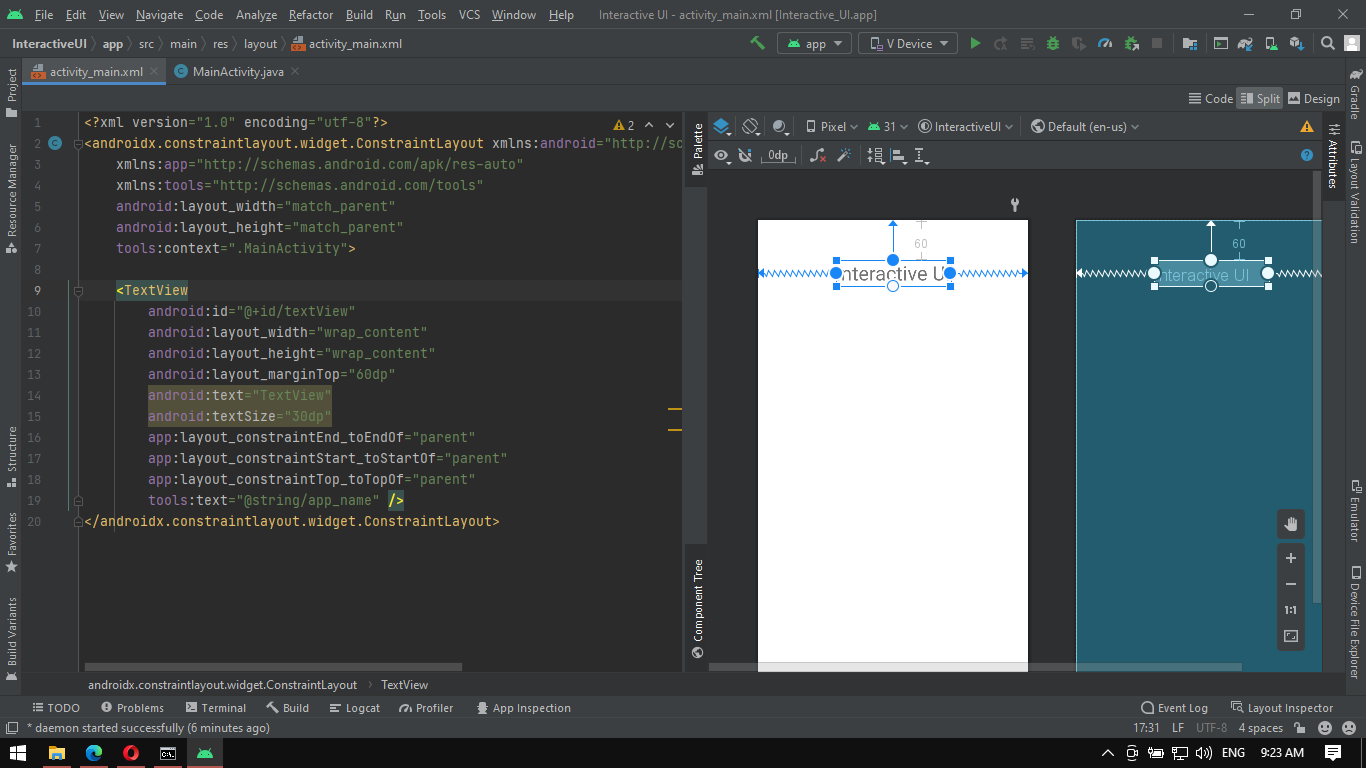 File Edit View Navigate Code Analyze Refactor Build Run Tools VCS Window Help Interactive UI - activity_main.xml [Interactive_UI.app]
InteractiveUI app src main res layout activity_main.xml app V Device
activity_main.xml MainActivity.java
Code Split Design
Project
Resource Manager
Structure
Favorites
Build Variants
1 <?xml version="1.0" encoding="utf-8"?>
2 <androidx.constraintlayout.widget.ConstraintLayout xmlns:android="http://sc
3 xmlns:app="http://schemas.android.com/apk/res-auto"
4 xmlns:tools="http://schemas.android.com/tools"
5 android:layout_width="match_parent"
6 android:layout_height="match_parent"
7 tools:context=".MainActivity">
8
9 <TextView
10 android:id="@+id/textView"
11 android:layout_width="wrap_content"
12 android:layout_height="wrap_content"
13 android:layout_marginTop="60dp"
14 android:text="TextView"
15 android:textSize="30dp"
16 app:layout_constraintEnd_toEndOf="parent"
17 app:layout_constraintStart_toStartOf="parent"
18 app:layout_constraintTop_toTopOf="parent"
19 tools:text="@string/app_name" />
20 </androidx.constraintlayout.widget.ConstraintLayout>
2
Palette
Component Tree
Pixel 31 InteractiveUI Default (en-us)
0dp
60
Interactive UI
60
Interactive UI
1:1
Attributes
Gradle
Layout Validation
Emulator
Device File Explorer
androidx.constraintlayout.widget.ConstraintLayout TextView
TODO Problems Terminal Build Logcat Profiler App Inspection Event Log Layout Inspector
* daemon started successfully (6 minutes ago) 17:31 LF UTF-8 4 spaces
ENG 9:23 AM